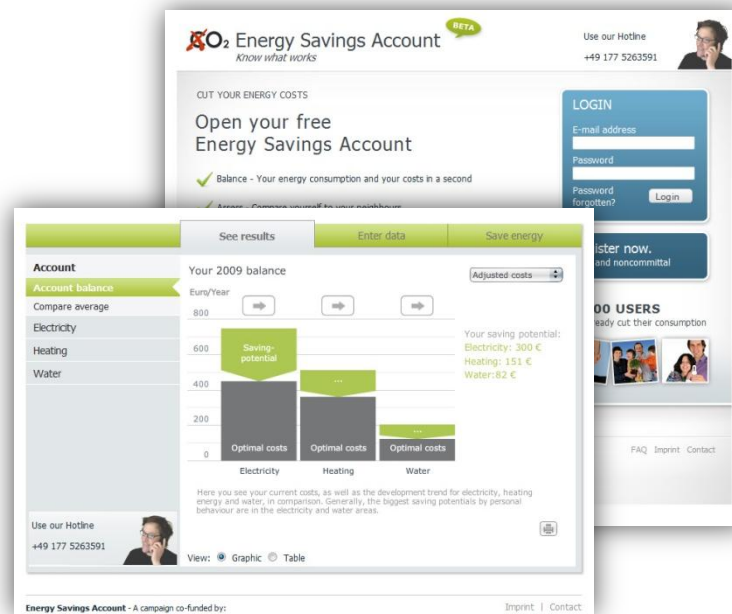 CO₂ Energy Savings Account
BETA
Know what works
Use our Hotline
+49 177 5263591
CUT YOUR ENERGY COSTS
Open your free
Energy Savings Account
Balance - Your energy consumption and your costs in a second
Assess - Compare yourself to your neighbours
LOGIN
E-mail address
Password
Password
forgotten?
Login
ister now.
and noncommittal
00 USERS
eady cut their consumption
FAQ Imprint Contact
See results
Enter data
Save energy
Account
Account balance
Compare average
Electricity
Heating
Water
Use our Hotline
+49 177 5263591
Your 2009 balance
Adjusted costs
Euro/Year
800
600
400
200
0
Saving-
potential
...
...
Optimal costs
Optimal costs
Optimal costs
Electricity
Heating
Water
Your saving potential:
Electricity: 300 €
Heating: 151 €
Water:82 €
Here you see your current costs, as well as the development trend for electricity, heating
energy and water, in comparison. Generally, the biggest saving potentials by personal
behaviour are in the electricity and water areas.
View: Graphic Table
Energy Savings Account - A campaign co-funded by:
Imprint | Contact